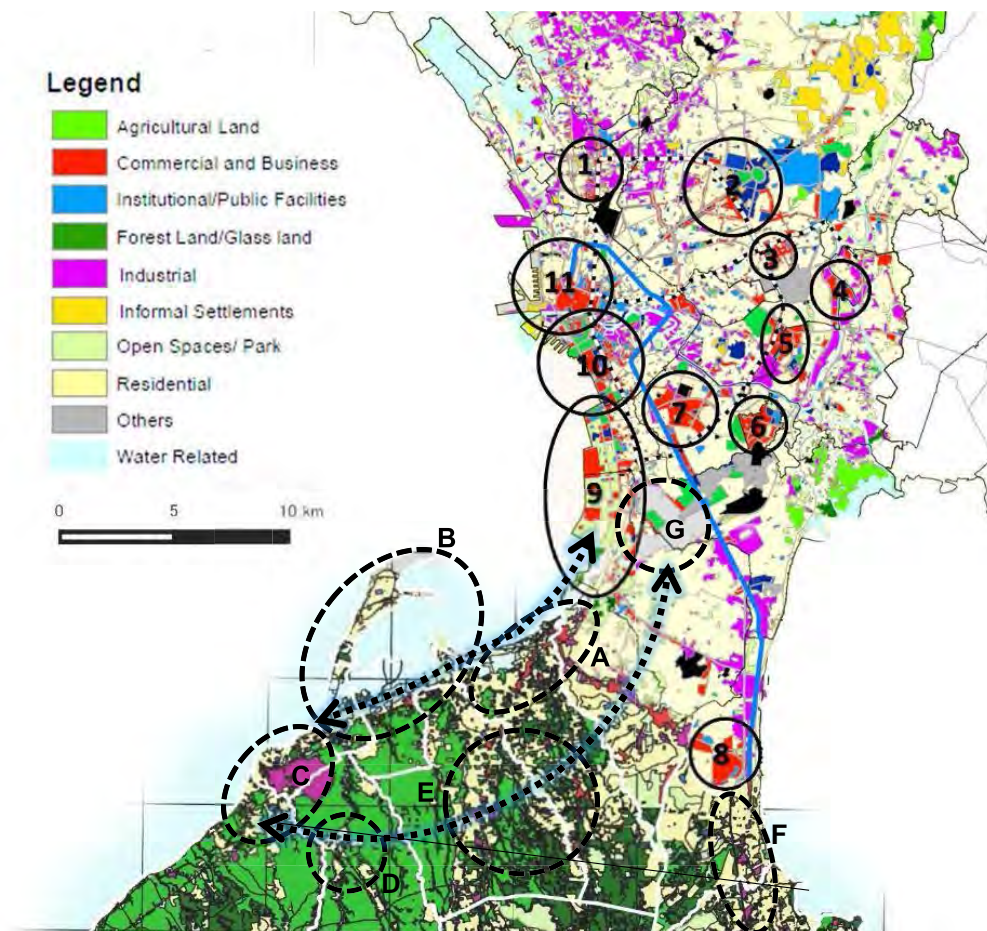 Legend
Agricultural Land
Commercial and Business
Institutional/Public Facilities
Forest Land/Glass land
Industrial
Informal Settlements
Open Spaces/ Park
Residential
Others
Water Related
0 5 10 km
1
2
3
11
4
5
10
7
6
9
G
B
A
8
C
E
F
D